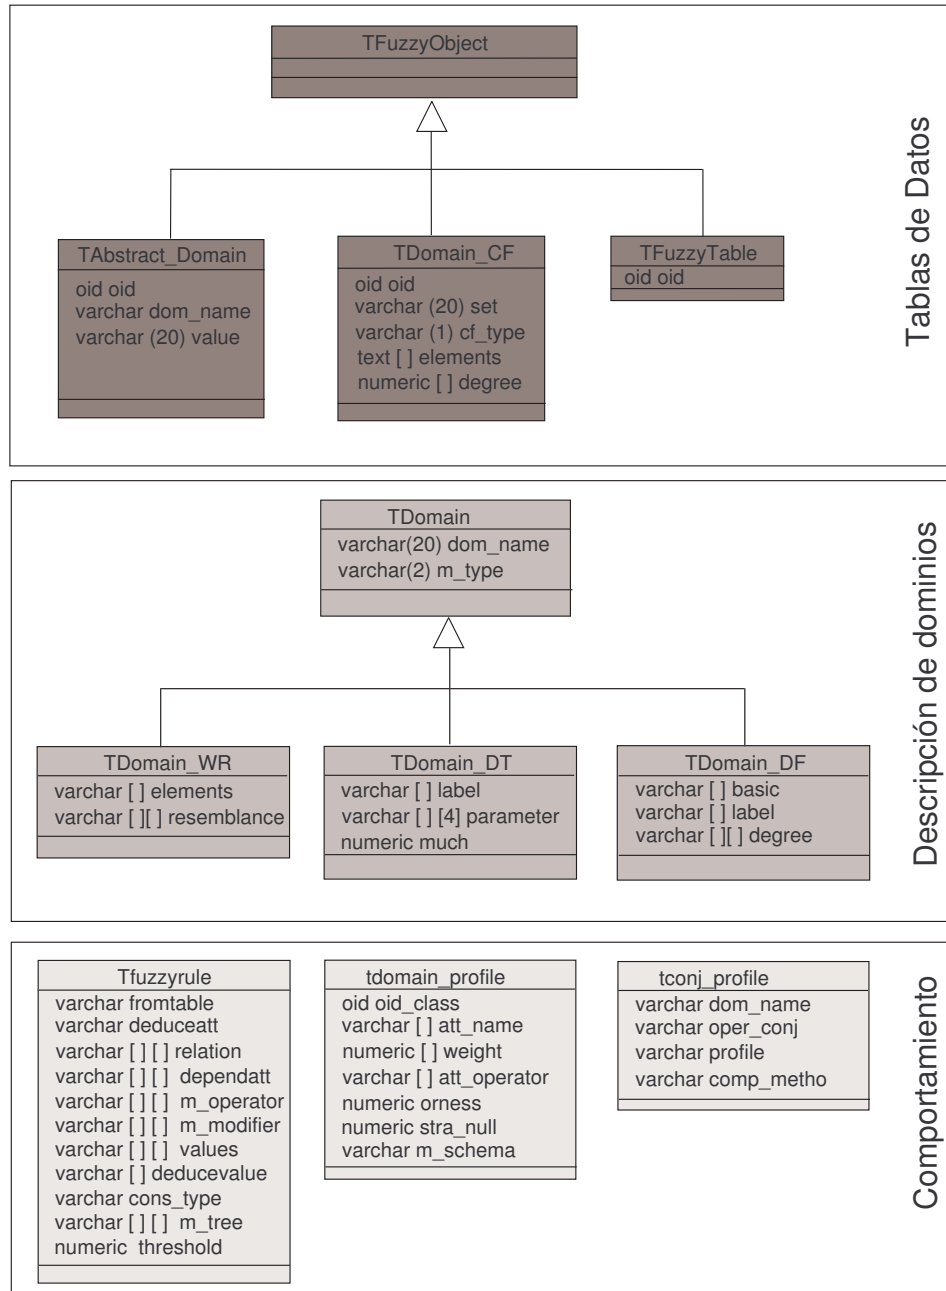 TFuzzyObject
TAbstract_Domain
oid oid
varchar dom_name
varchar (20) value
TDomain_CF
oid oid
varchar (20) set
varchar (1) cf_type
text [ ] elements
numeric [ ] degree
TFuzzyTable
oid oid
Tablas de Datos
TDomain
varchar(20) dom_name
varchar(2) m_type
TDomain_WR
varchar [ ] elements
varchar [ ][ ] resemblance
TDomain_DT
varchar [ ] label
varchar [ ] [4] parameter
numeric much
TDomain_DF
varchar [ ] basic
varchar [ ] label
varchar [ ][ ] degree
Descripción de dominios
Tfuzzyrule
varchar fromtable
varchar deduceatt
varchar [ ] [ ] relation
varchar [ ] [ ] dependatt
varchar [ ] [ ] m_operator
varchar [ ] [ ] m_modifier
varchar [ ] [ ] values
varchar [ ] deducevalue
varchar cons_type
varchar [ ] [ ] m_tree
numeric threshold
tdomain_profile
oid oid_class
varchar [ ] att_name
numeric [ ] weight
varchar [ ] att_operator
numeric orness
numeric stra_null
varchar m_schema
tconj_profile
varchar dom_name
varchar oper_conj
varchar profile
varchar comp_metho
Comportamiento